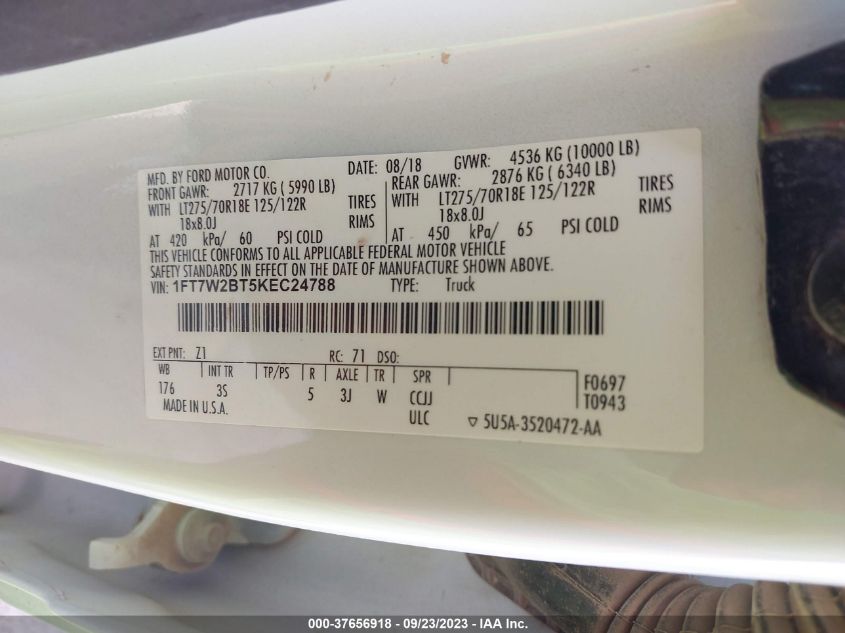 MFD. BY FORD MOTOR CO. DATE: 08/18 GVWR: 4536 KG (10000 LB)
FRONT GAWR: 2717 KG ( 5990 LB) REAR GAWR: 2876 KG ( 6340 LB)
WITH LT275/70R18E 125/122R TIRES WITH LT275/70R18E 125/122R TIRES
18x8.0J RIMS 18x8.0J RIMS
AT 420 kPa/ 60 PSI COLD AT 450 kPa/ 65 PSI COLD
THIS VEHICLE CONFORMS TO ALL APPLICABLE FEDERAL MOTOR VEHICLE
SAFETY STANDARDS IN EFFECT ON THE DATE OF MANUFACTURE SHOWN ABOVE.
VIN: 1FT7W2BT5KEC24788 TYPE: Truck
EXT PNT: Z1 RC: 71 DSO:
WB INT TR TP/PS R AXLE TR SPR F0697
176 3S 5 3J W CCJJ T0943
MADE IN U.S.A. ULC ▽ 5U5A-3520472-AA
000-37656918 - 09/23/2023 - IAA Inc.